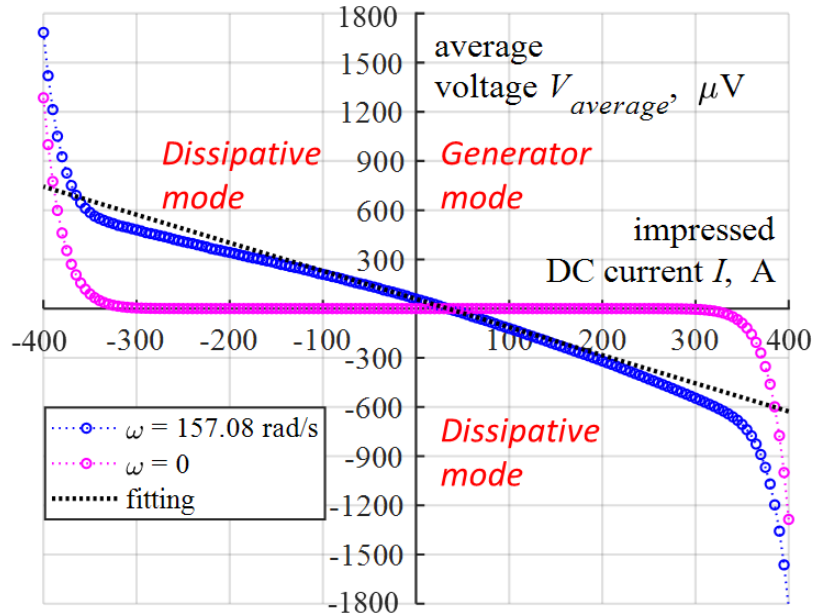 1800
1500
1200
900
600
300
-300
-600
-900
-1200
-1500
-1800
average
voltage V_average, μV
Dissipative
mode
Generator
mode
impressed
DC current I, A
-400 -300 -200 -100 100 200 300 400
ω = 157.08 rad/s
ω = 0
fitting
Dissipative
mode